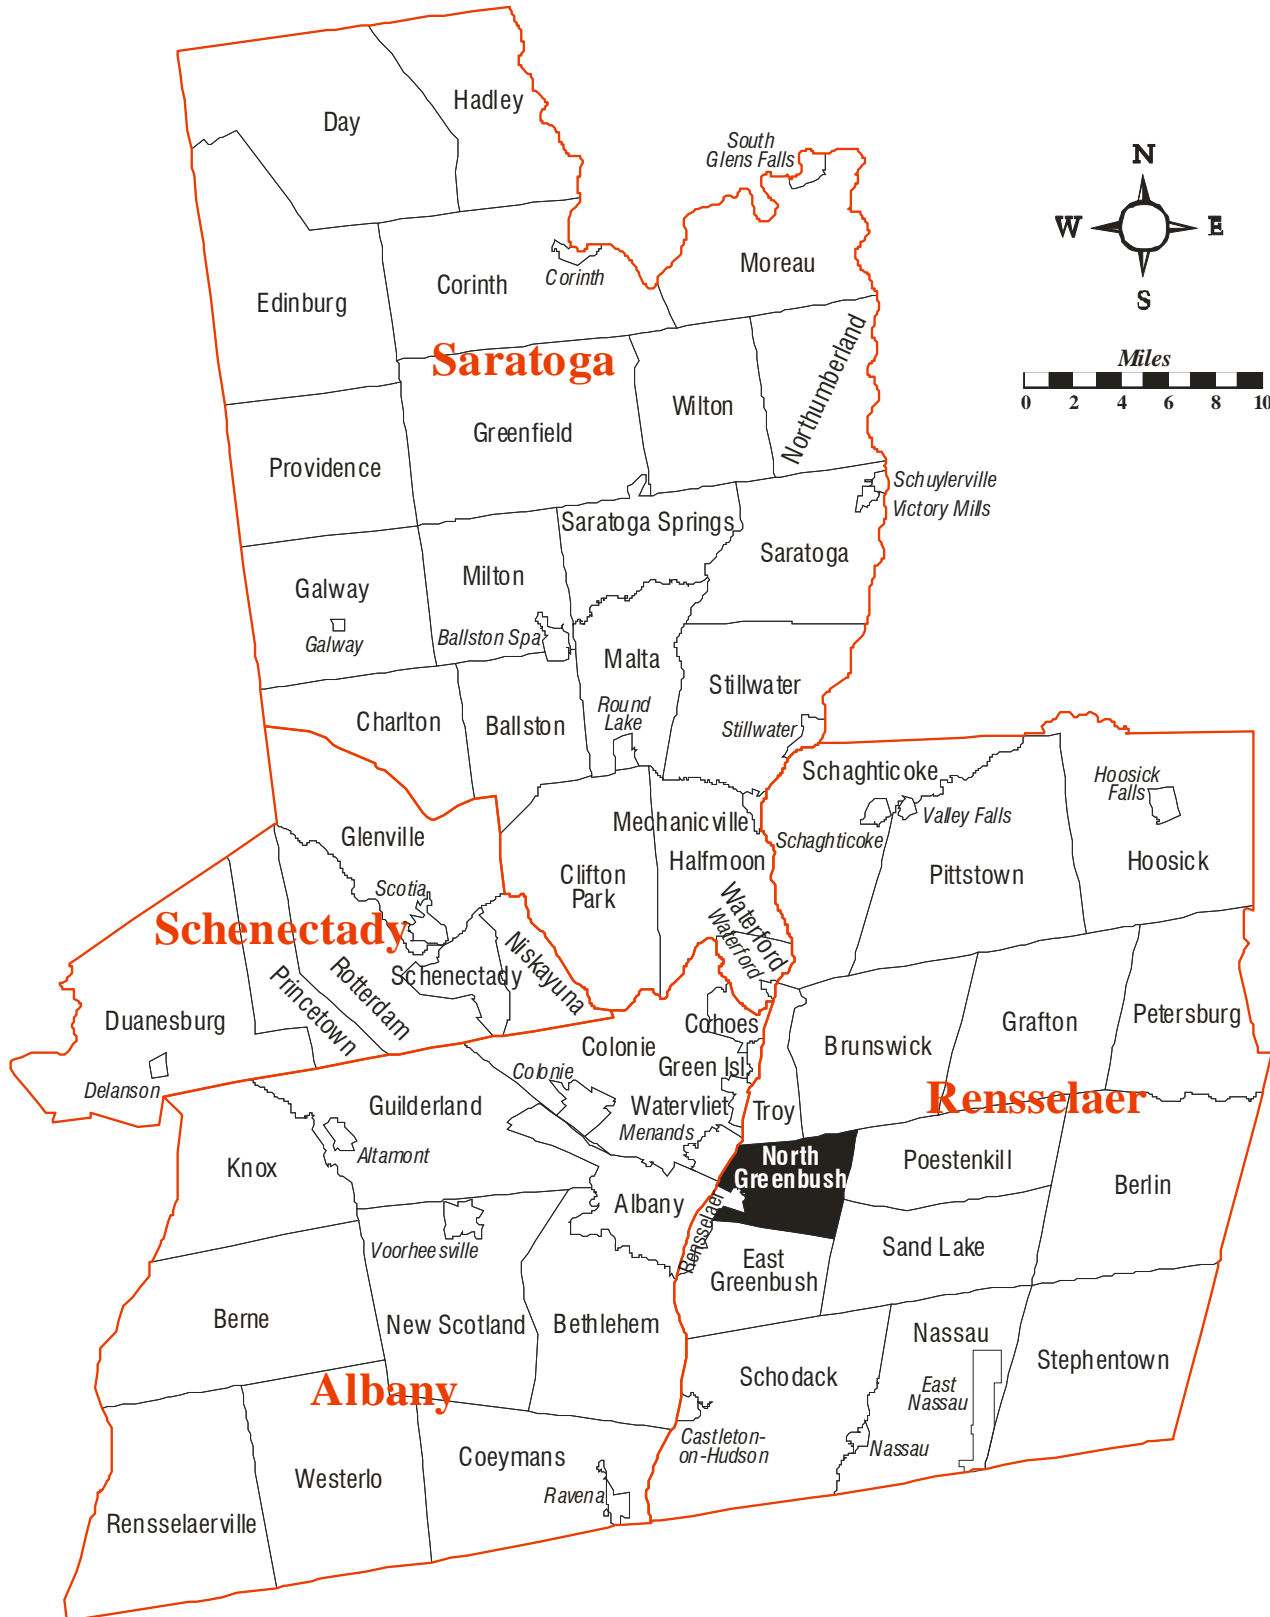 Hadley
Day
South
Glens Falls
N
W
E
S
Moreau
Corinth
Corinth
Edinburg
Northumberland
Saratoga
Miles
0 2 4 6 8 10
Wilton
Greenfield
Providence
Schuylerville
Victory Mills
Saratoga Springs
Saratoga
Milton
Galway
Galway
Ballston Spa
Malta
Stillwater
Round
Lake
Stillwater
Charlton
Ballston
Schaghticoke
Hoosick
Falls
Valley Falls
Schaghticoke
Mechanicville
Glenville
Halfmoon
Hoosick
Clifton
Park
Pittstown
Scotia
Waterford
Waterford
Schenectady
Schenectady
Niskayuna
Rotterdam
Princetown
Duanesburg
Delanson
Cohoes
Colonie
Green Isl
Colonie
Brunswick
Grafton
Petersburg
Rensselaer
Guilderland
Watervliet
Menands
Troy
Altamont
Knox
North
Greenbush
Poestenkill
Berlin
Albany
Rensselaer
Voorheesville
Sand Lake
East
Greenbush
Berne
New Scotland
Bethlehem
Nassau
Stephentown
Schodack
Albany
East
Nassau
Castleton-
on-Hudson
Nassau
Coeymans
Westerlo
Ravena
Rensselaerville